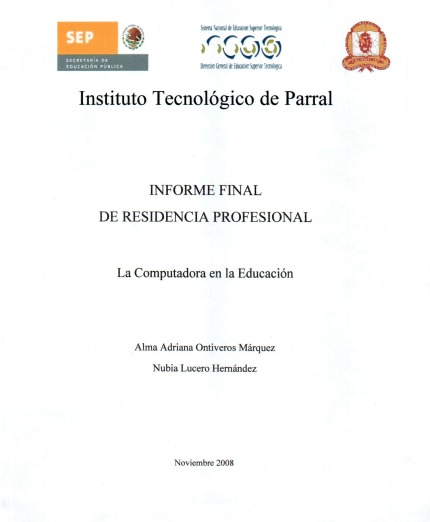 SEP
SECRETARÍA DE
EDUCACIÓN PÚBLICA
Sistema Nacional de Educación Superior Tecnológica
Dirección General de Educación Superior Tecnológica
Instituto Tecnológico de Parral
INFORME FINAL
DE RESIDENCIA PROFESIONAL
La Computadora en la Educación
Alma Adriana Ontiveros Márquez
Nubia Lucero Hernández
Noviembre 2008